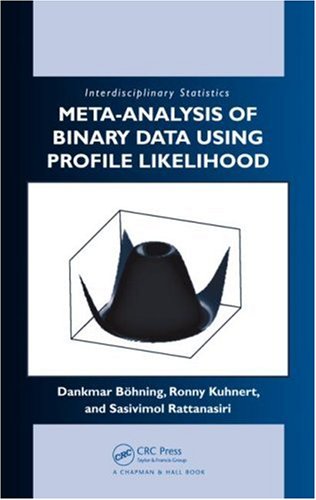 Interdisciplinary Statistics
META-ANALYSIS OF
BINARY DATA USING
PROFILE LIKELIHOOD
Dankmar Böhning, Ronny Kuhnert,
and Sasivimol Rattanasiri
CRC Press
Taylor & Francis Group
A CHAPMAN & HALL BOOK